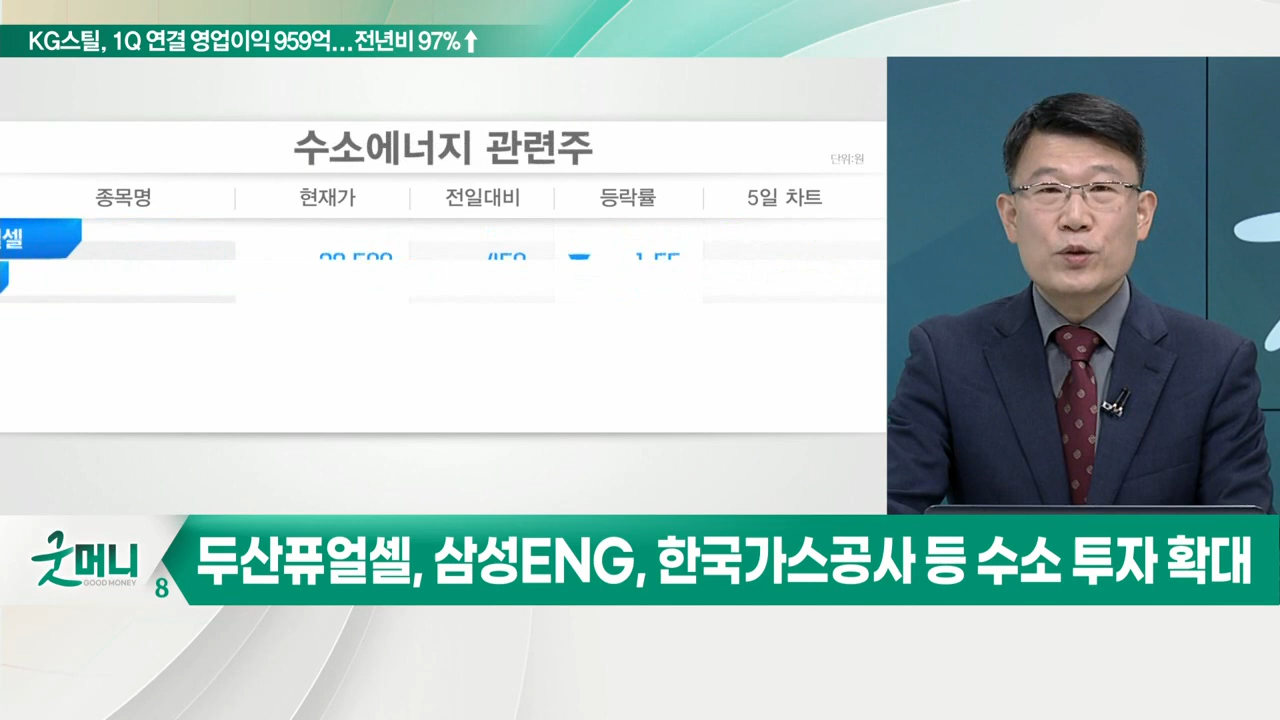 KG스틸, 1Q 연결 영업이익 959억...전년비 97%⬆
수소에너지 관련주
단위:원
종목명 현재가 전일대비 등락률 5일 차트
셀
▼
굿머니
GOOD MONEY
8
두산퓨얼셀, 삼성ENG, 한국가스공사 등 수소 투자 확대